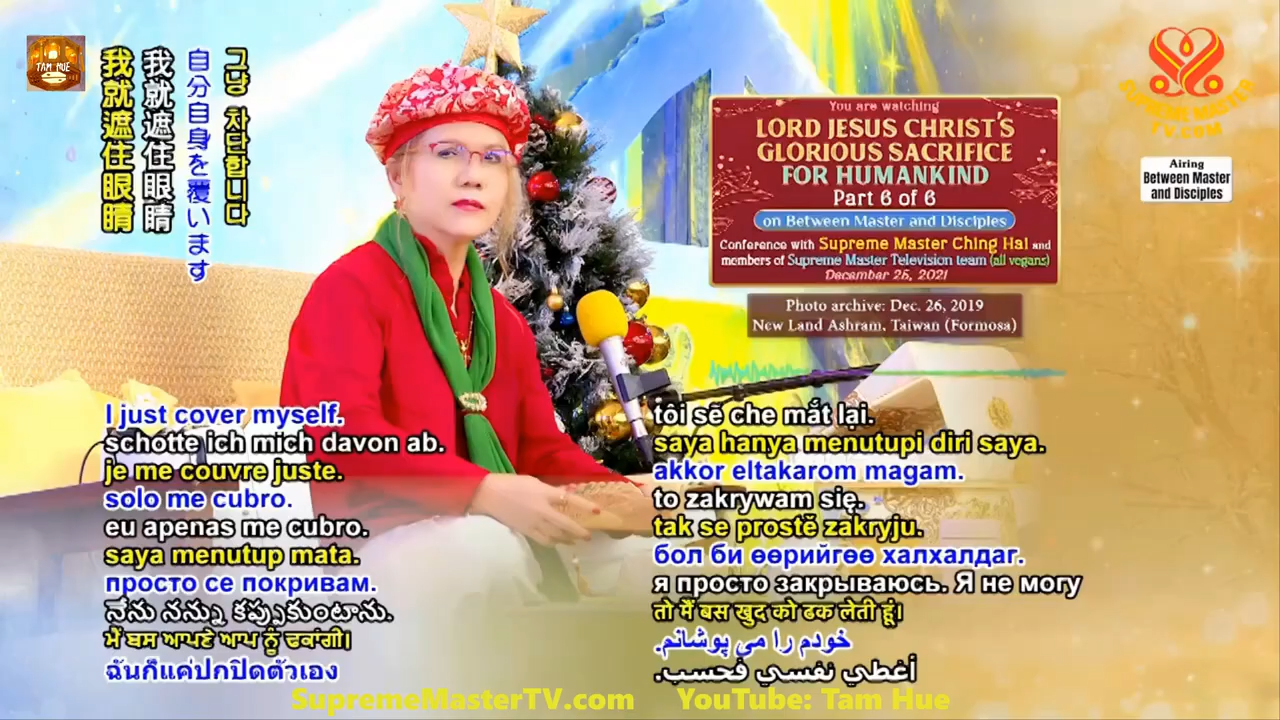 TAM HUE
我就遮住眼睛
我就遮住眼睛
自分自身を覆います
그냥 차단합니다
You are watching
LORD JESUS CHRIST'S
GLORIOUS SACRIFICE
FOR HUMANKIND
Part 6 of 6
on Between Master and Disciples
Conference with Supreme Master Ching Hai and
members of Supreme Master Television team (all vegans)
December 25, 2021
Photo archive: Dec. 26, 2019
New Land Ashram, Taiwan (Formosa)
SUPREME MASTER
TV.COM
Airing
Between Master
and Disciples
I just cover myself.
schotte ich mich davon ab.
je me couvre juste.
solo me cubro.
eu apenas me cubro.
saya menutup mata.
просто се покривам.
నేను నన్ను కప్పుకుంటాను.
ਮੈਂ ਬਸ ਆਪਣੇ ਆਪ ਨੂੰ ਢਕਾਂਗੀ।
ฉันก็แค่ปกปิดตัวเอง
tôi sẽ che mắt lại.
saya hanya menutupi diri saya.
akkor eltakarom magam.
to zakrywam się.
tak se prostě zakryju.
бол би өөрийгөө халхалдаг.
я просто закрываюсь. Я не могу
तो मैं बस खुद को ढक लेती हूं।
خودم را می پوشانم.
أغطي نفسي فحسب.
SupremeMasterTV.com YouTube: Tam Hue